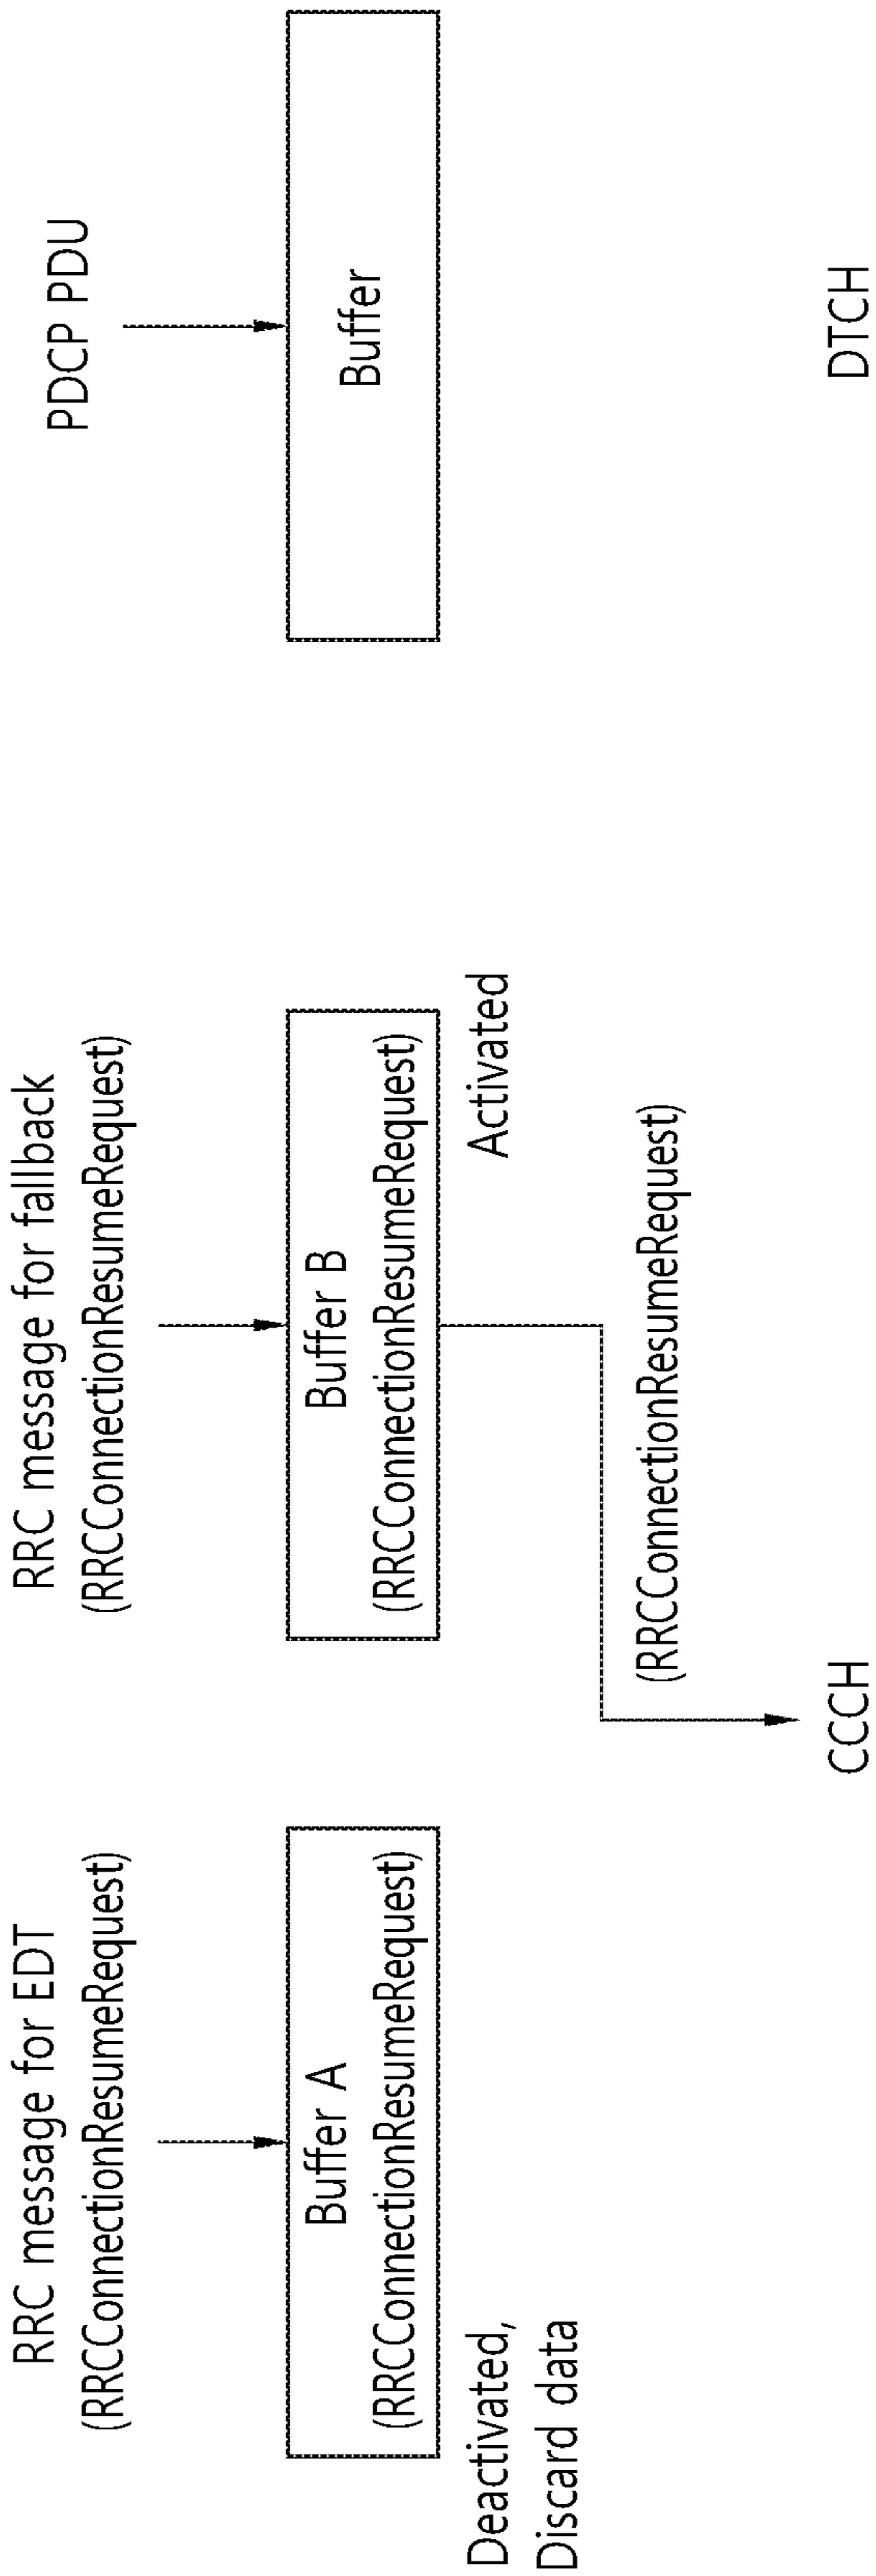 RRC message for EDT
(RRCConnectionResumeRequest)
Buffer A
(RRCConnectionResumeRequest)
Deactivated,
Discard data
RRC message for fallback
(RRCConnectionResumeRequest)
Buffer B
(RRCConnectionResumeRequest)
Activated
(RRCConnectionResumeRequest)
CCCH
PDCP PDU
Buffer
DTCH